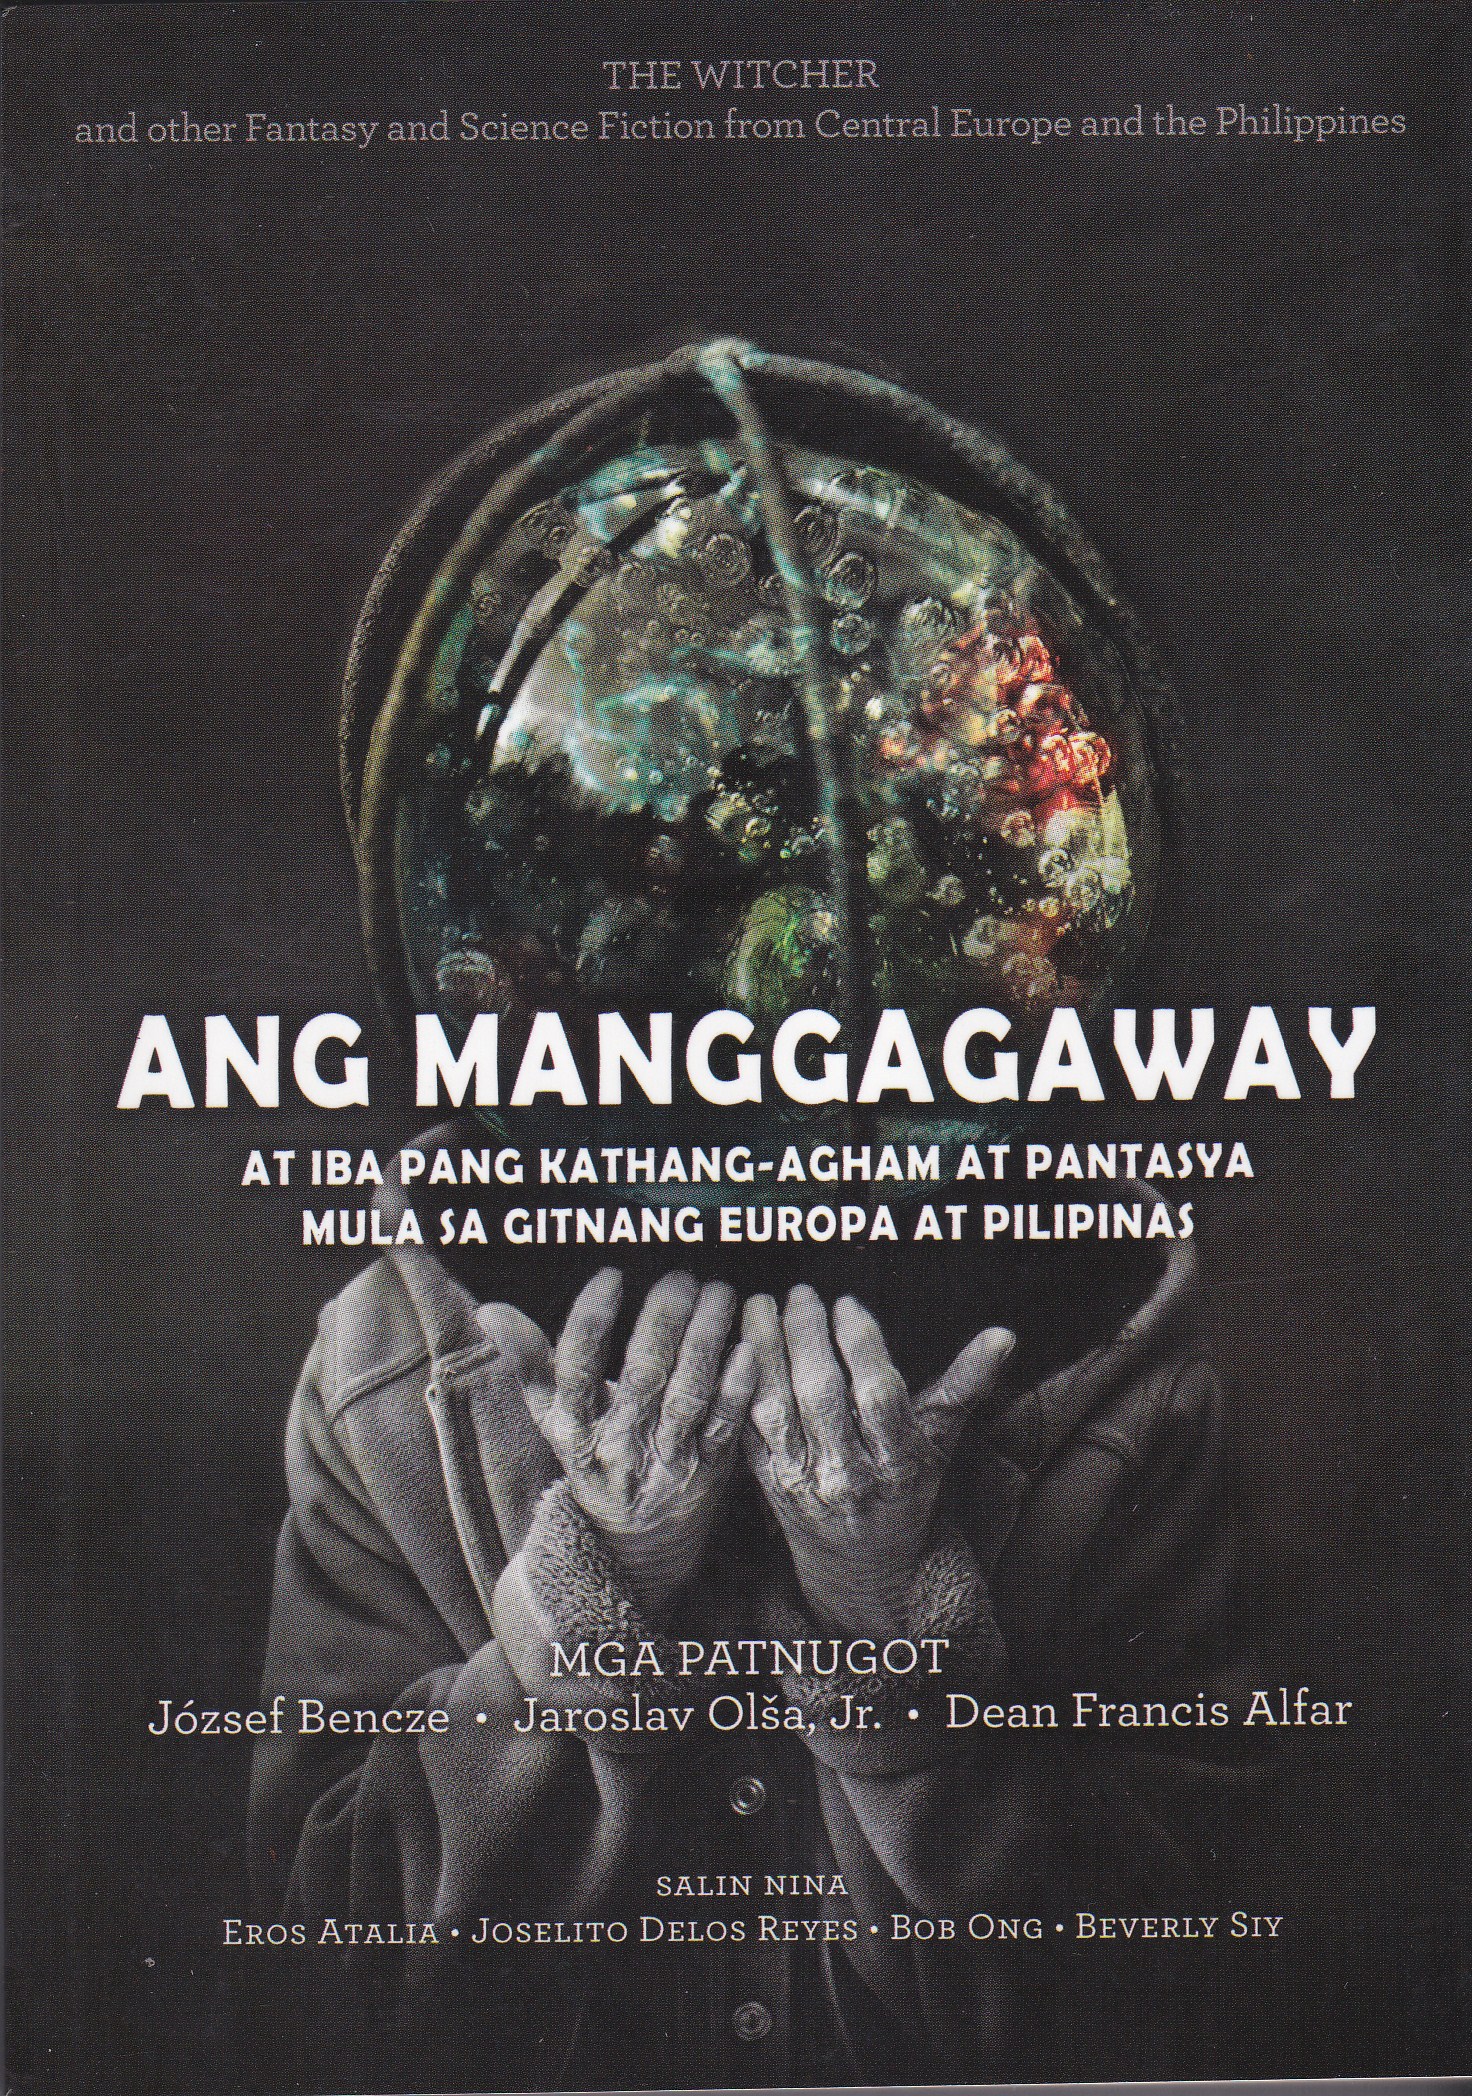 THE WITCHER
and other Fantasy and Science Fiction from Central Europe and the Philippines
ANG MANGGAGAWAY
AT IBA PANG KATHANG-AGHAM AT PANTASYA
MULA SA GITNANG EUROPA AT PILIPINAS
MGA PATNUGOT
József Bencze • Jaroslav Olša, Jr. • Dean Francis Alfar
SALIN NINA
EROS ATALIA • JOSELITO DELOS REYES • BOB ONG • BEVERLY SIY